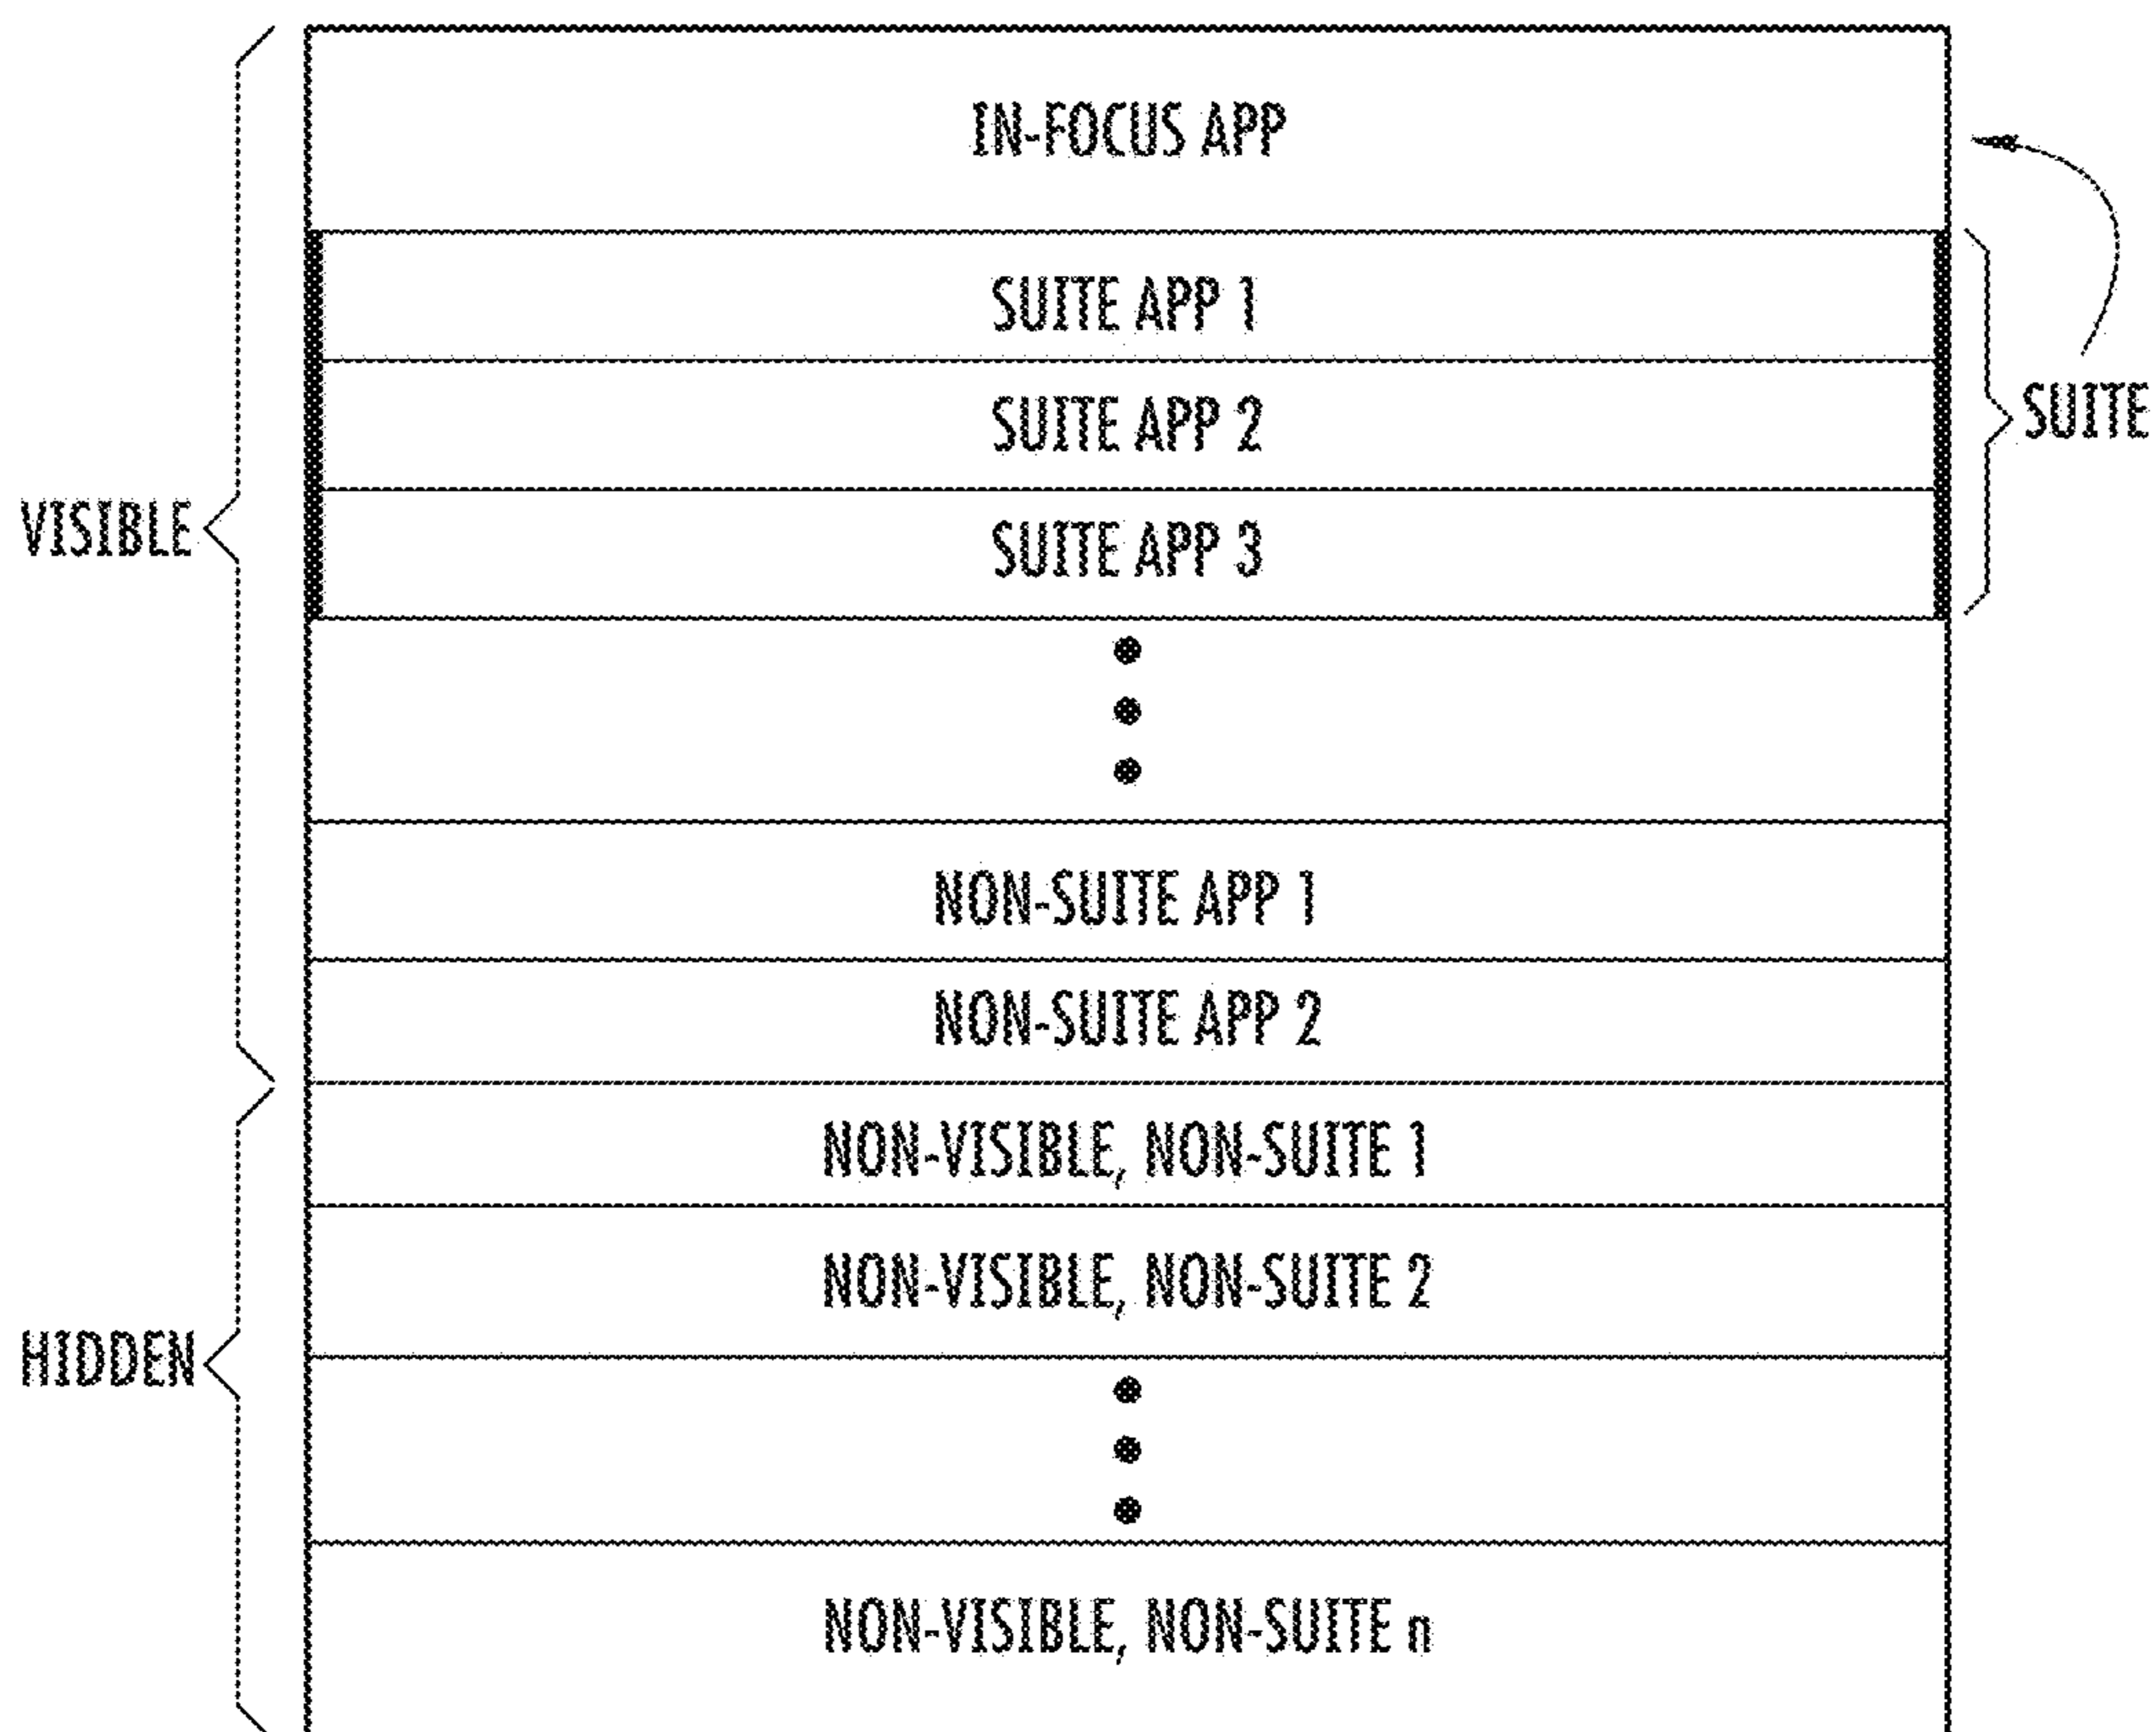 IN-FOCUS APP
SUITE APP 1
SUITE APP 2
SUITE
SUITE APP 3
VISIBLE
NON-SUITE APP 1
NON-SUITE APP 2
NON-VISIBLE, NON-SUITE 1
NON-VISIBLE, NON-SUITE 2
HIDDEN
NON-VISIBLE, NON-SUITE n